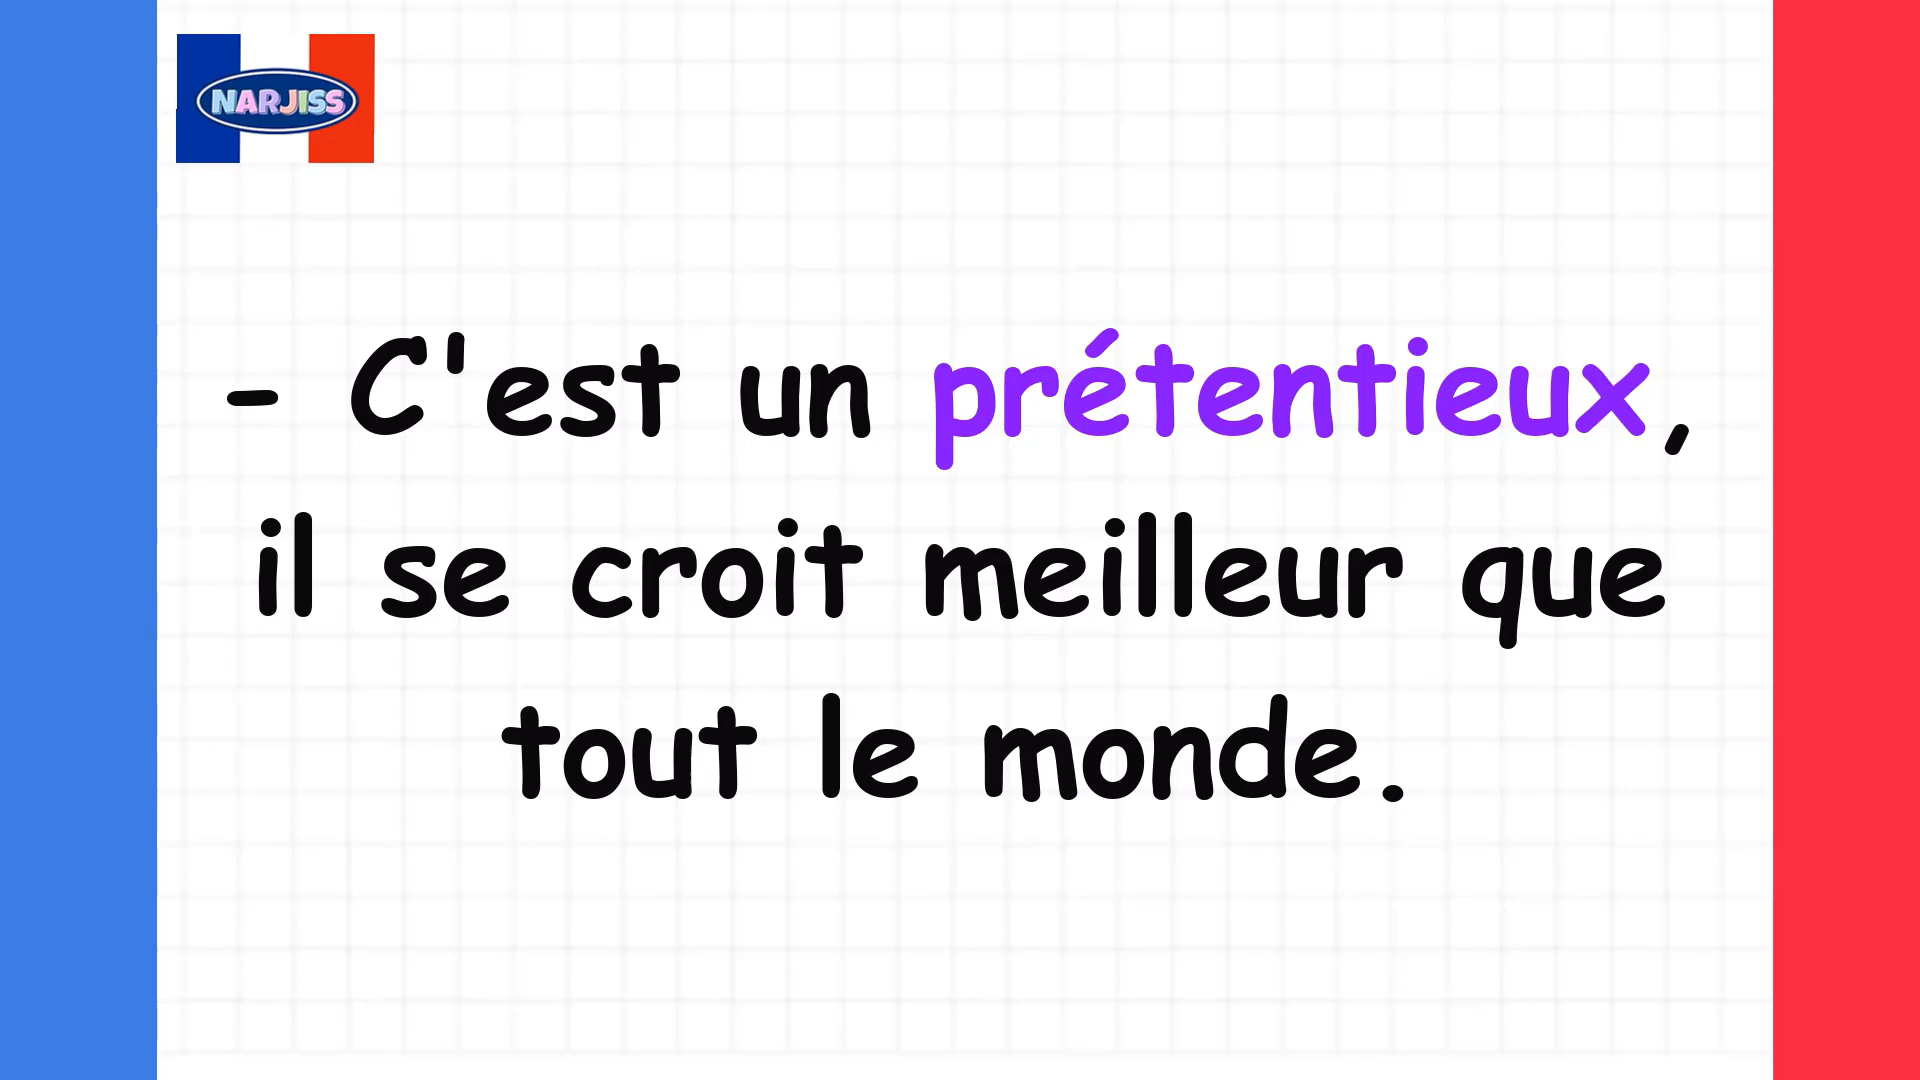 NARJISS
- C'est un prétentieux,
il se croit meilleur que
tout le monde.